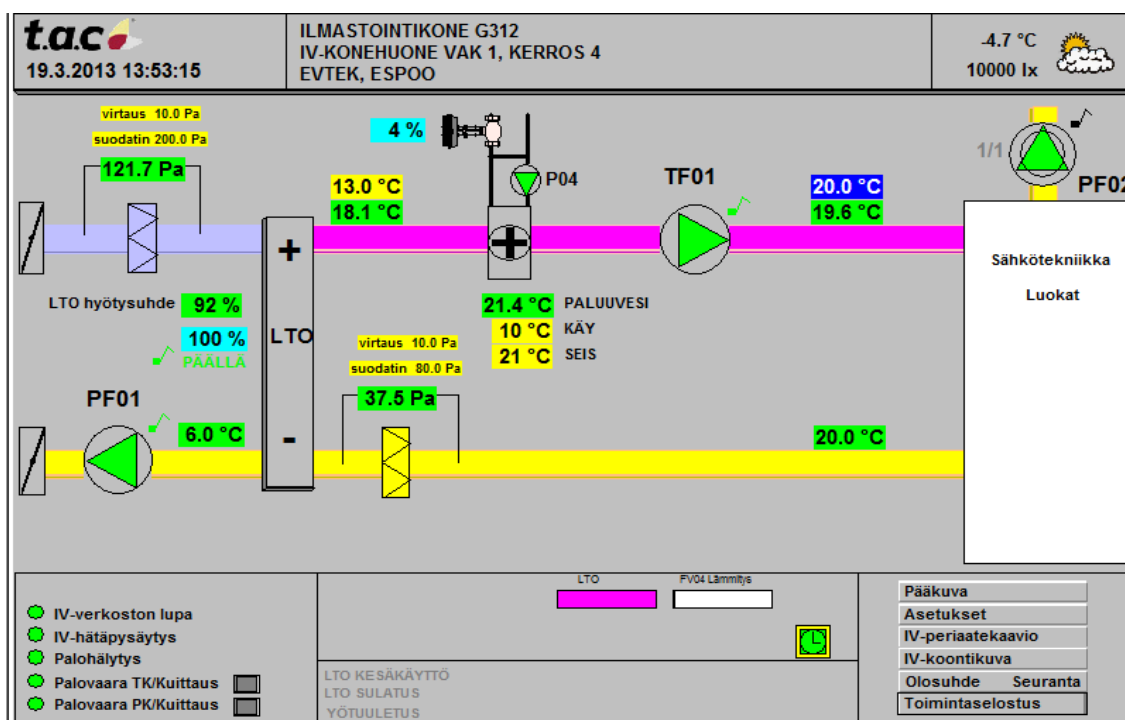 t.a.c
19.3.2013 13:53:15
ILMASTOINTIKONE G312
IV-KONEHUONE VAK 1, KERROS 4
EVTEK, ESPOO
-4.7 °C
10000 lx
virtaus 10.0 Pa
suodatin 200.0 Pa
121.7 Pa
4 %
P04
13.0 °C
18.1 °C
TF01
20.0 °C
19.6 °C
1/1
PF02
+
LTO
-
LTO hyötysuhde 92 %
100 %
PÄÄLLÄ
21.4 °C PALUUVESI
10 °C KÄY
21 °C SEIS
Sähkötekniikka
Luokat
virtaus 10.0 Pa
suodatin 80.0 Pa
37.5 Pa
PF01
6.0 °C
20.0 °C
IV-verkoston lupa
IV-hätäpysäytys
Palohälytys
Palovaara TK/Kuittaus
Palovaara PK/Kuittaus
LTO
FV04 Lämmitys
LTO KESÄKÄYTTÖ
LTO SULATUS
YÖTUULETUS
Pääkuva
Asetukset
IV-periaatekaavio
IV-koontikuva
Olosuhde Seuranta
Toimintaselostus